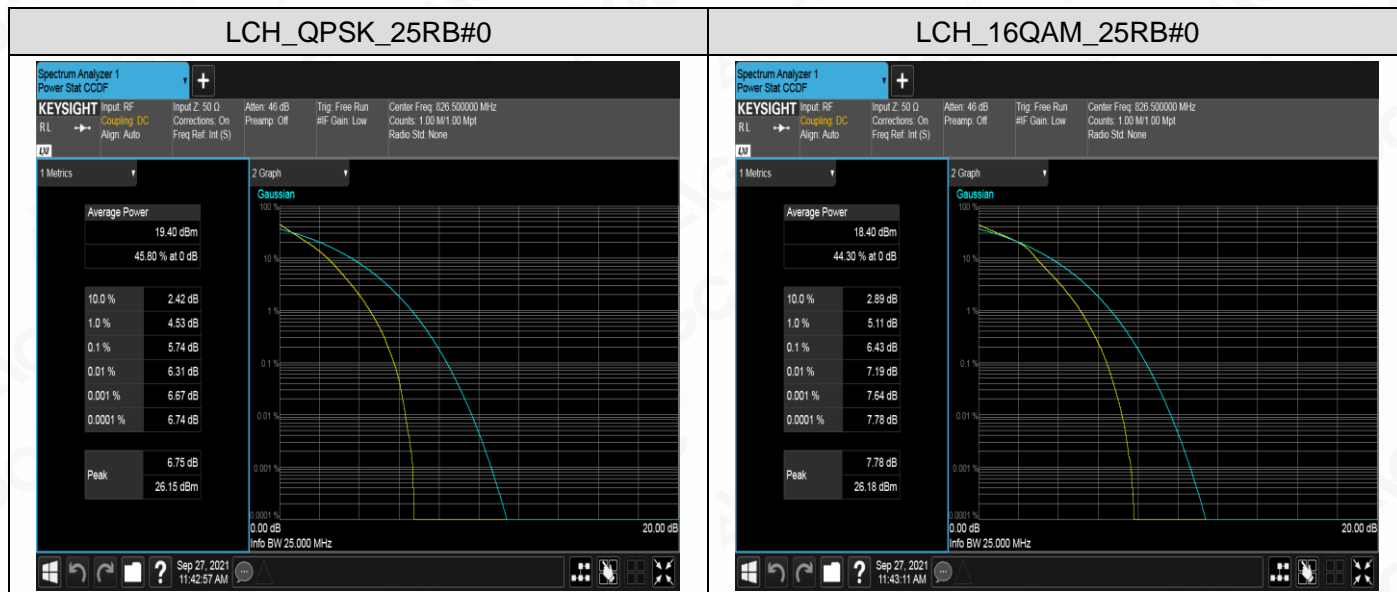 LCH_QPSK_25RB#0
Spectrum Analyzer 1
Power Stat CCDF
+
KEYSIGHT Input: RF Input Z: 50 Ω Atten: 46 dB Trig: Free Run Center Freq: 826.500000 MHz
R L Coupling: DC Corrections: On Preamp: Off #IF Gain: Low Counts: 1.00 M/1.00 Mpt
Align: Auto Freq Ref: Int (S) Radio Std: None
LXI
1 Metrics
Average Power
19.40 dBm
45.80 % at 0 dB
10.0 % 2.42 dB
1.0 % 4.53 dB
0.1 % 5.74 dB
0.01 % 6.31 dB
0.001 % 6.67 dB
0.0001 % 6.74 dB
Peak 6.75 dB
26.15 dBm
2 Graph
Gaussian
100 %
10 %
1 %
0.1 %
0.01 %
0.001 %
0.0001 %
0.00 dB 20.00 dB
Info BW 25.000 MHz
? Sep 27, 2021
11:42:57 AM
LCH_16QAM_25RB#0
Spectrum Analyzer 1
Power Stat CCDF
+
KEYSIGHT Input: RF Input Z: 50 Ω Atten: 46 dB Trig: Free Run Center Freq: 826.500000 MHz
R L Coupling: DC Corrections: On Preamp: Off #IF Gain: Low Counts: 1.00 M/1.00 Mpt
Align: Auto Freq Ref: Int (S) Radio Std: None
LXI
1 Metrics
Average Power
18.40 dBm
44.30 % at 0 dB
10.0 % 2.89 dB
1.0 % 5.11 dB
0.1 % 6.43 dB
0.01 % 7.19 dB
0.001 % 7.64 dB
0.0001 % 7.78 dB
Peak 7.78 dB
26.18 dBm
2 Graph
Gaussian
100 %
10 %
1 %
0.1 %
0.01 %
0.001 %
0.0001 %
0.00 dB 20.00 dB
Info BW 25.000 MHz
? Sep 27, 2021
11:43:11 AM